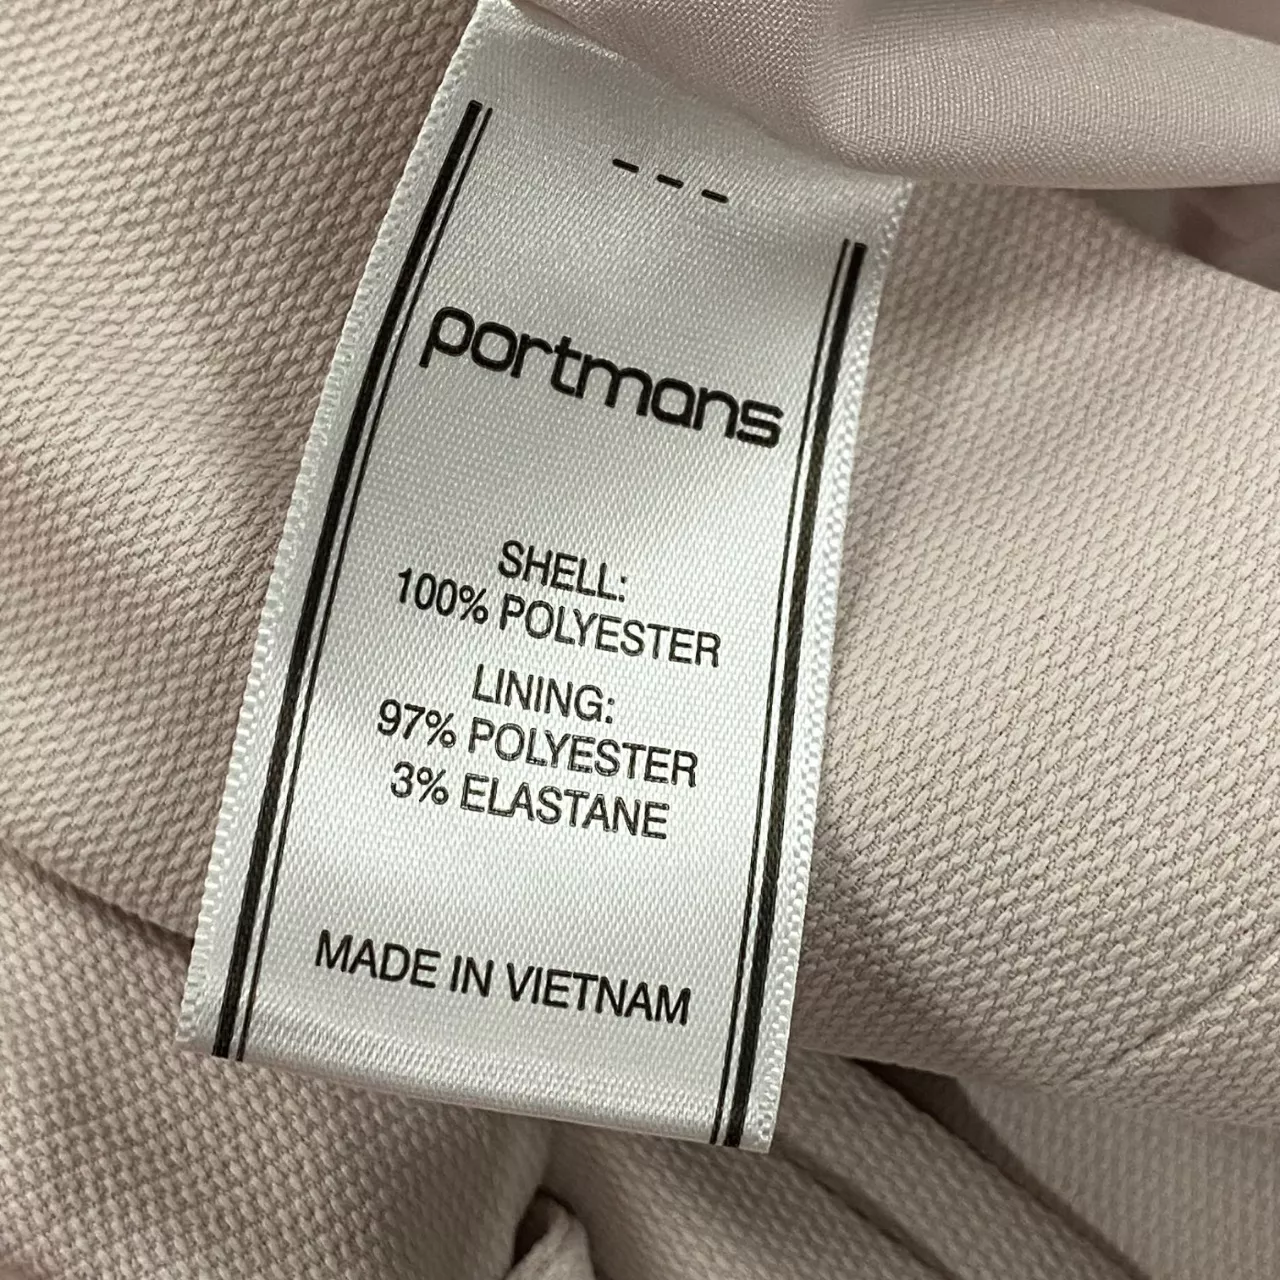 ---
portmans
SHELL:
100% POLYESTER
LINING:
97% POLYESTER
3% ELASTANE
MADE IN VIETNAM